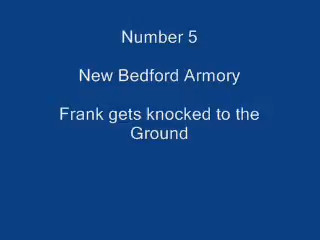 Number 5
New Bedford Armory
Frank gets knocked to the
Ground